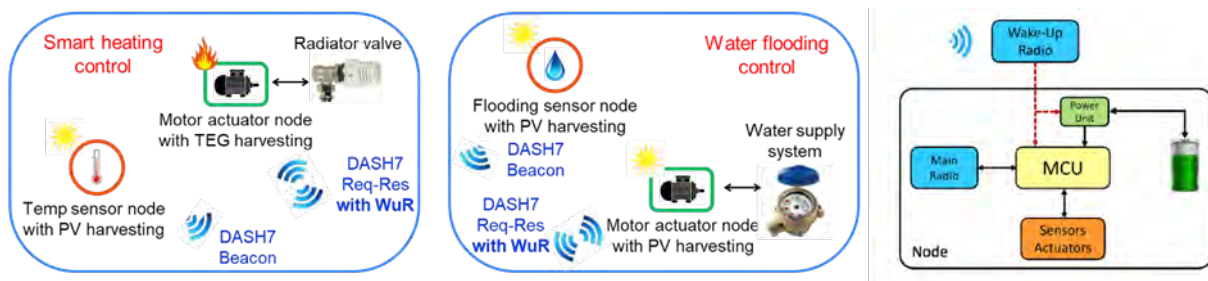 Smart heating
control
Radiator valve
Motor actuator node
with TEG harvesting
DASH7
Req-Res
with WuR
Temp sensor node
with PV harvesting
DASH7
Beacon
Water flooding
control
Flooding sensor node
with PV harvesting
DASH7
Beacon
Water supply
system
DASH7
Req-Res
with WuR
Motor actuator node
with PV harvesting
Wake-Up
Radio
Power
Unit
Main
Radio
MCU
Sensors
Actuators
Node